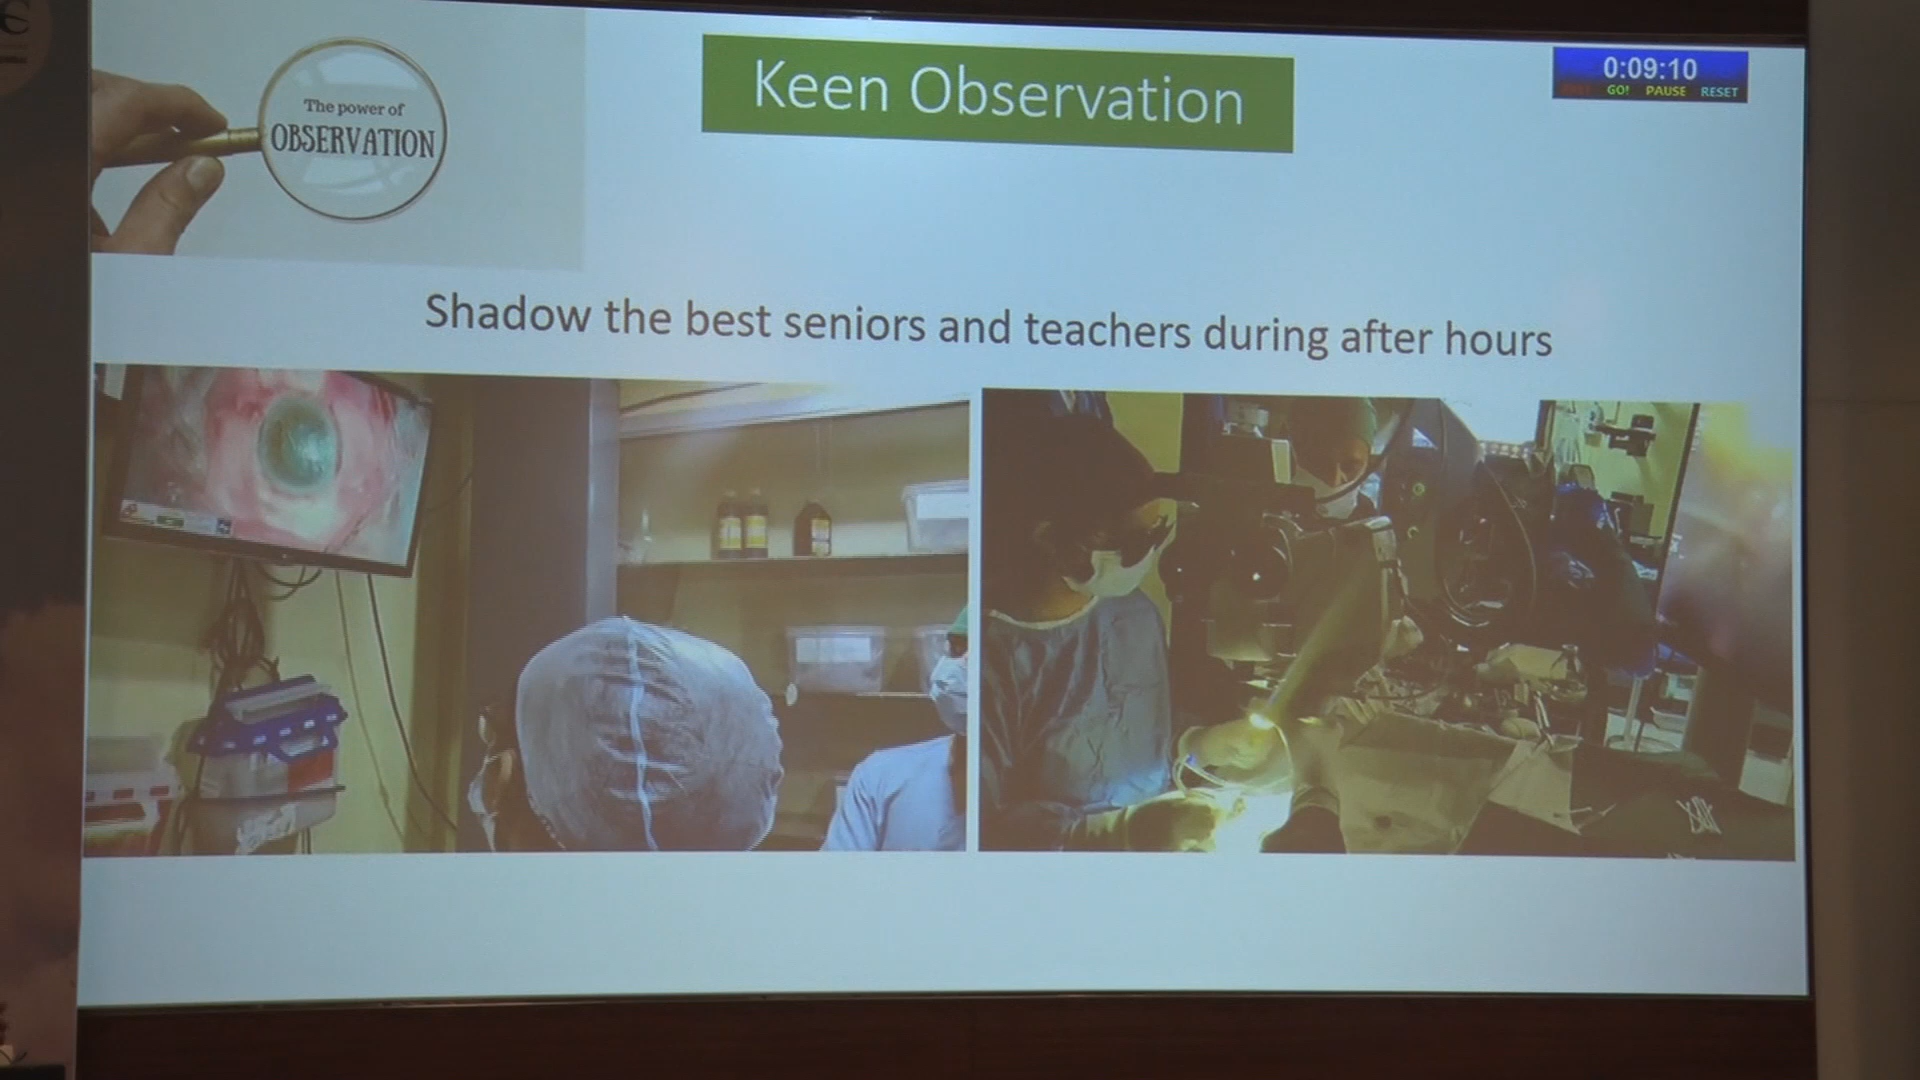 The power of
OBSERVATION
Keen Observation
0:09:10
GO! PAUSE RESET
Shadow the best seniors and teachers during after hours